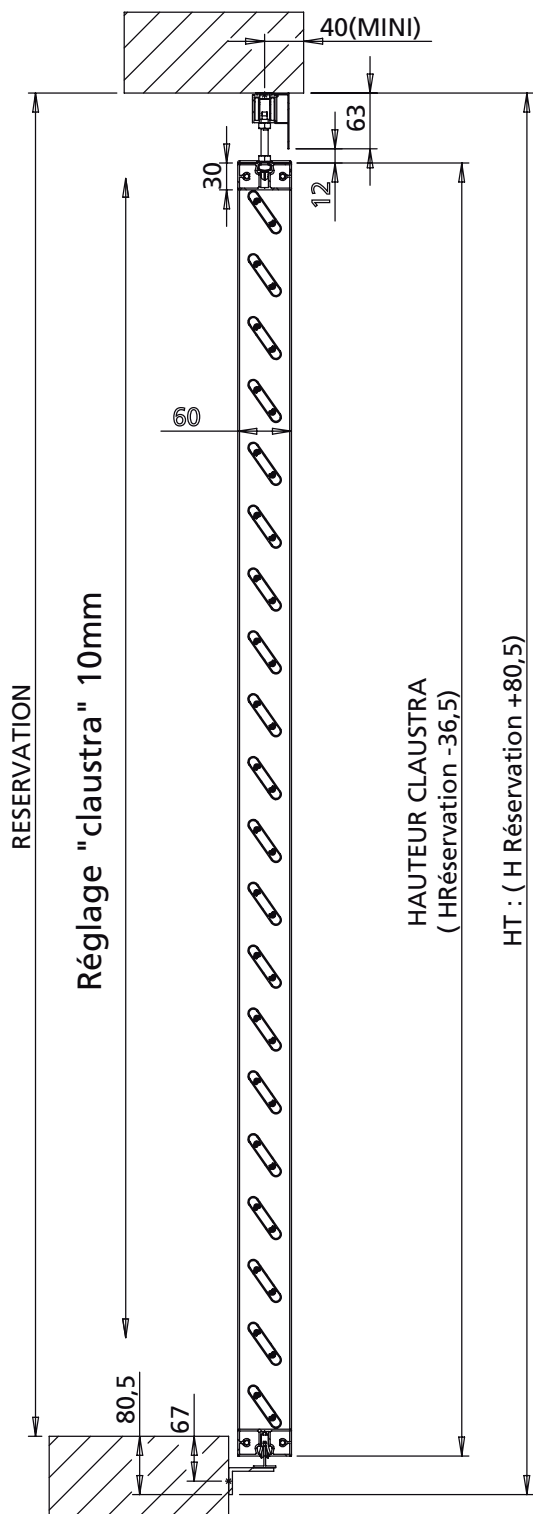 40(MINI)
63
30
12
60
RESERVATION
Réglage "claustra" 10mm
HAUTEUR CLAUSTRA
( HRéservation -36,5)
HT : ( H Réservation +80,5)
80,5
67